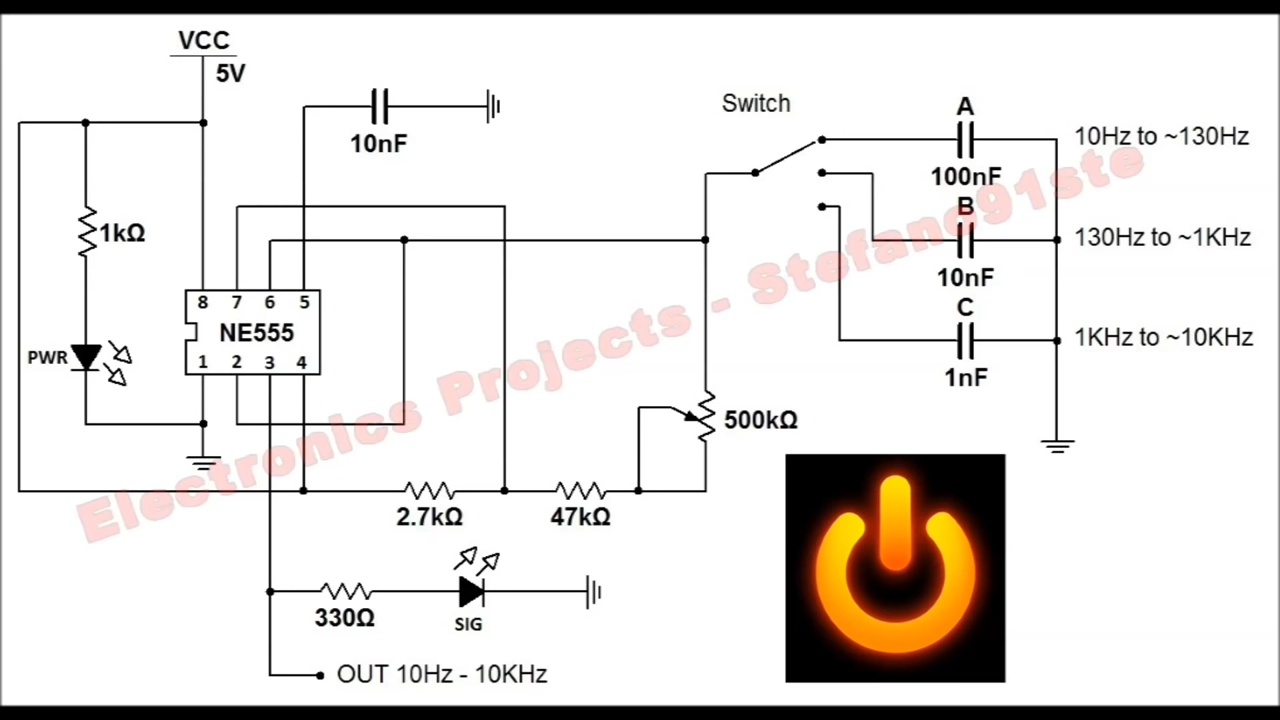 VCC
5V
10nF
Switch
A
10Hz to ~130Hz
100nF
B
130Hz to ~1KHz
10nF
C
1KHz to ~10KHz
1nF
1kΩ
8 7 6 5
NE555
1 2 3 4
PWR
500kΩ
2.7kΩ
47kΩ
330Ω
SIG
OUT 10Hz - 10KHz
Electronics Projects - Stefano91ste